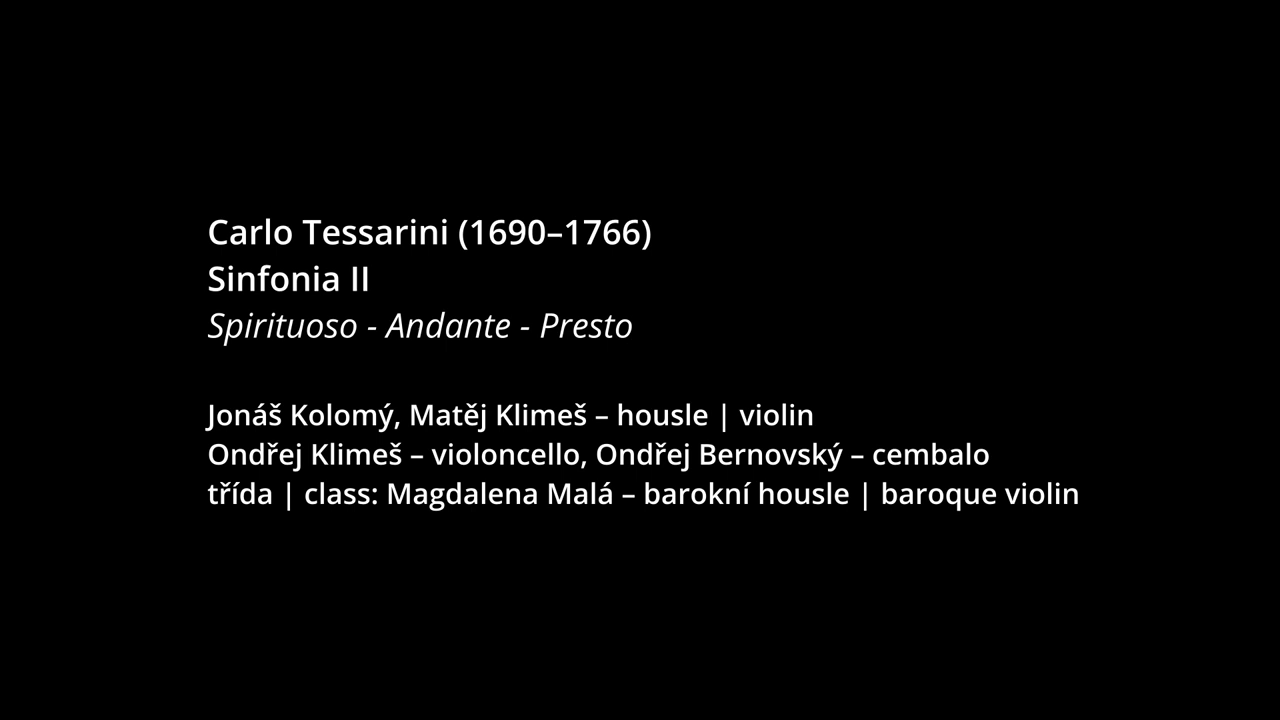 Carlo Tessarini (1690–1766)
Sinfonia II
Spirituoso - Andante - Presto
Jonáš Kolomý, Matěj Klimeš – housle | violin
Ondřej Klimeš – violoncello, Ondřej Bernovský – cembalo
třída | class: Magdalena Malá – barokní housle | baroque violin